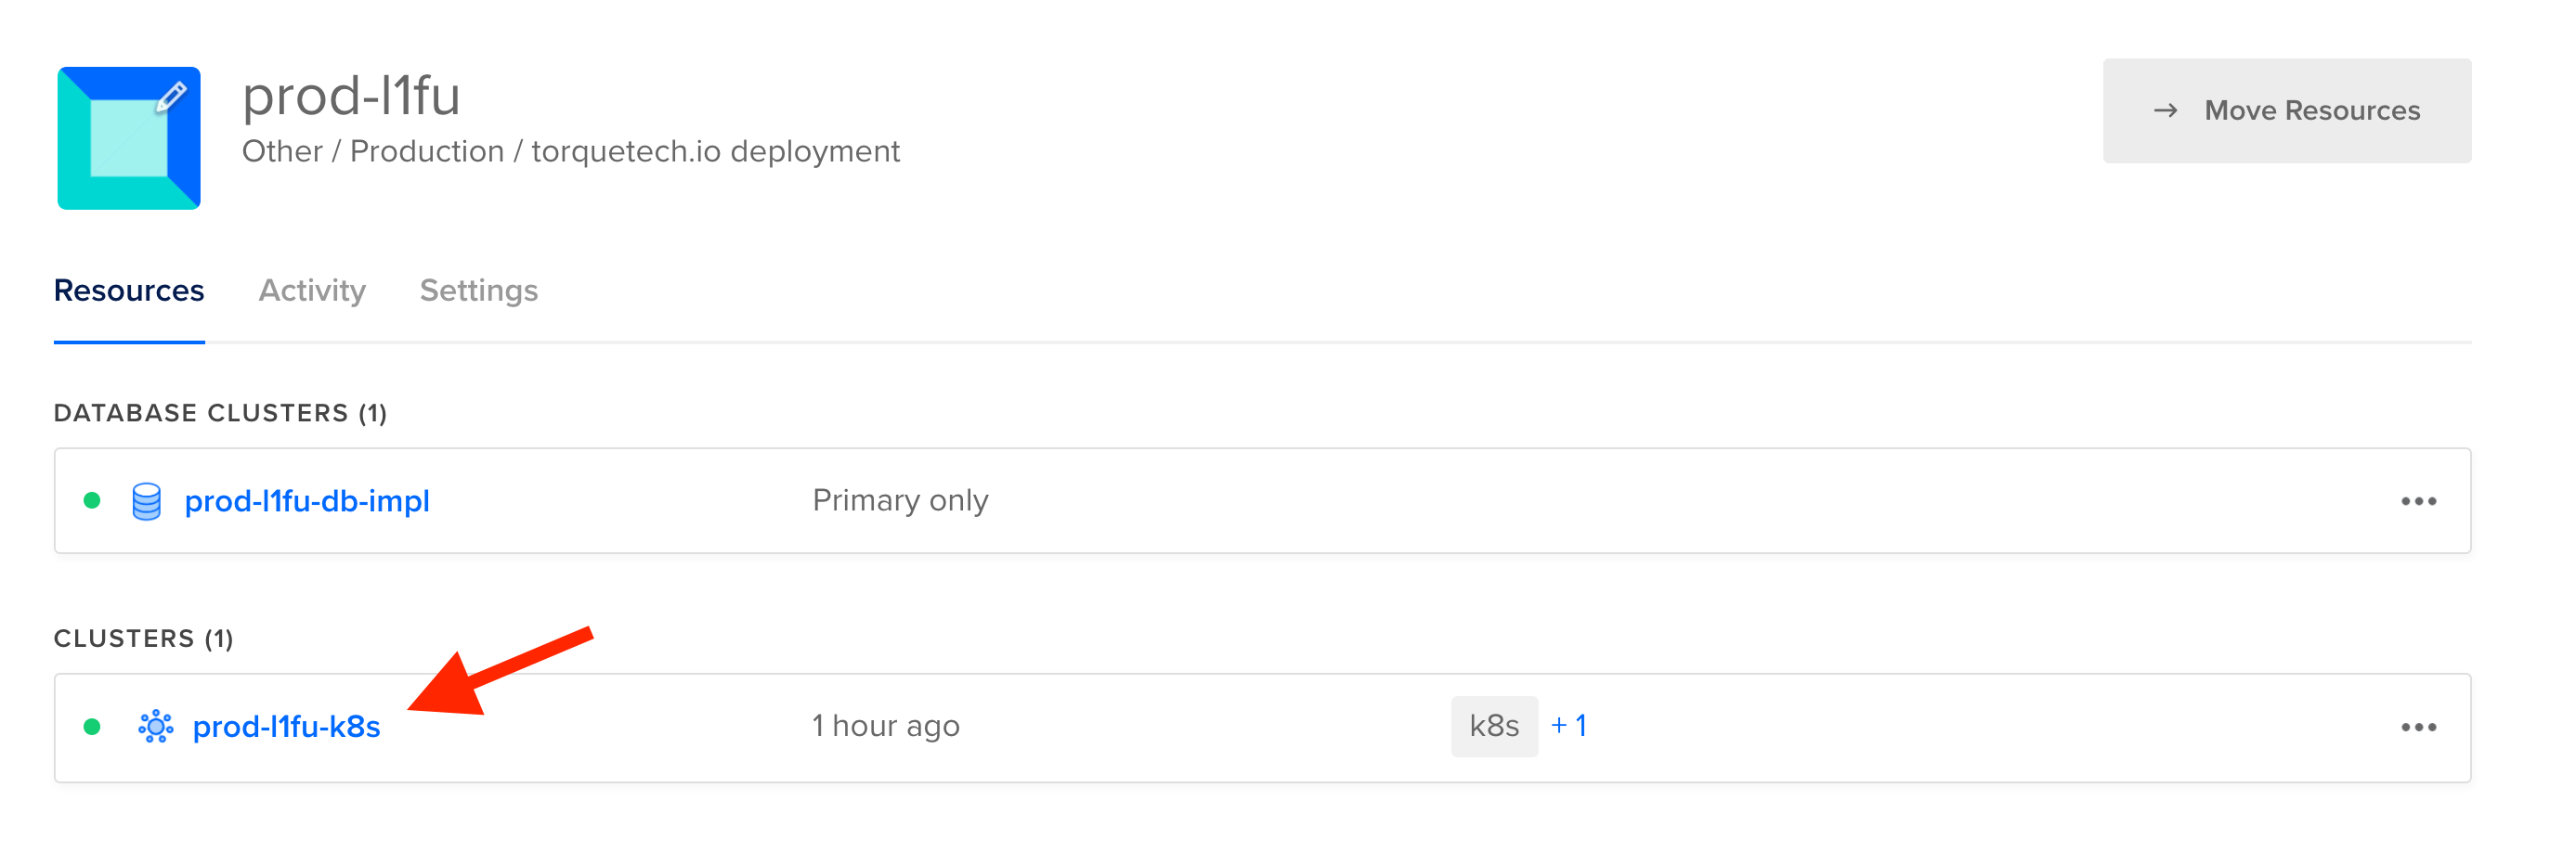 prod-l1fu
Other / Production / torquetech.io deployment
→ Move Resources
Resources Activity Settings
DATABASE CLUSTERS (1)
prod-l1fu-db-impl Primary only
CLUSTERS (1)
prod-l1fu-k8s 1 hour ago k8s + 1